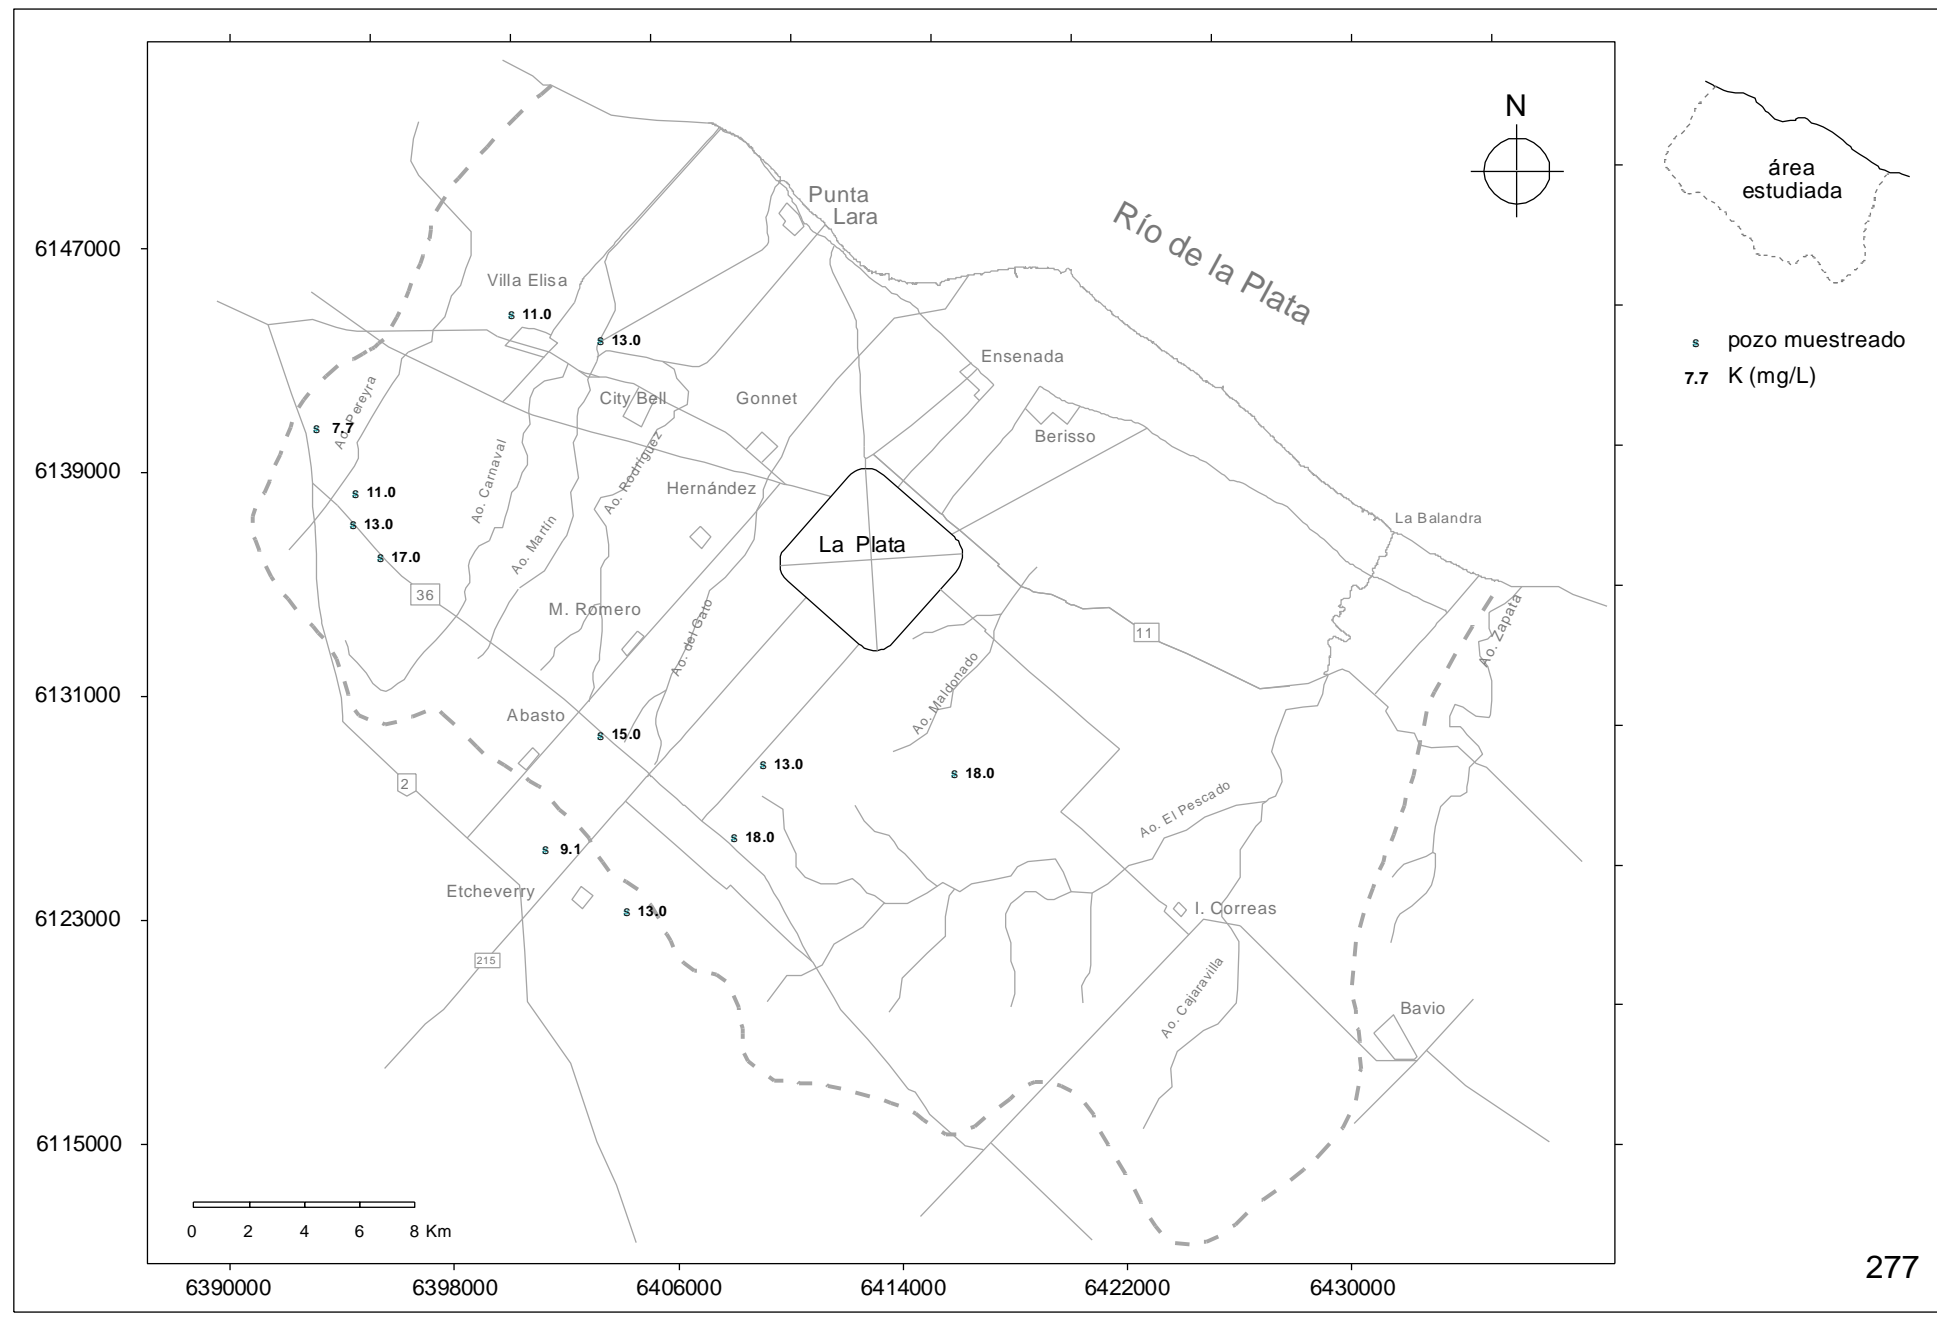 N
Punta
Lara
Río de la Plata
área
estudiada
6147000
Villa Elisa
s 11.0
s 13.0
s pozo muestreado
7.7 K (mg/L)
Ensenada
City Bell
Gonnet
Ao. Pereyra
s 7.7
Berisso
Ao. Carnaval
Ao. Rodríguez
6139000
Hernández
s 11.0
s 13.0
La Balandra
Ao. Martín
La Plata
s 17.0
36
M. Romero
Ao. del Gato
11
Ao. Zapata
Ao. Maldonado
6131000
Abasto
s 15.0
s 13.0
s 18.0
2
Ao. El Pescado
s 18.0
s 9.1
Etcheverry
s 13.0
I. Correas
6123000
215
Ao. Cajaravilla
Bavio
6115000
0 2 4 6 8 Km
277
6390000 6398000 6406000 6414000 6422000 6430000